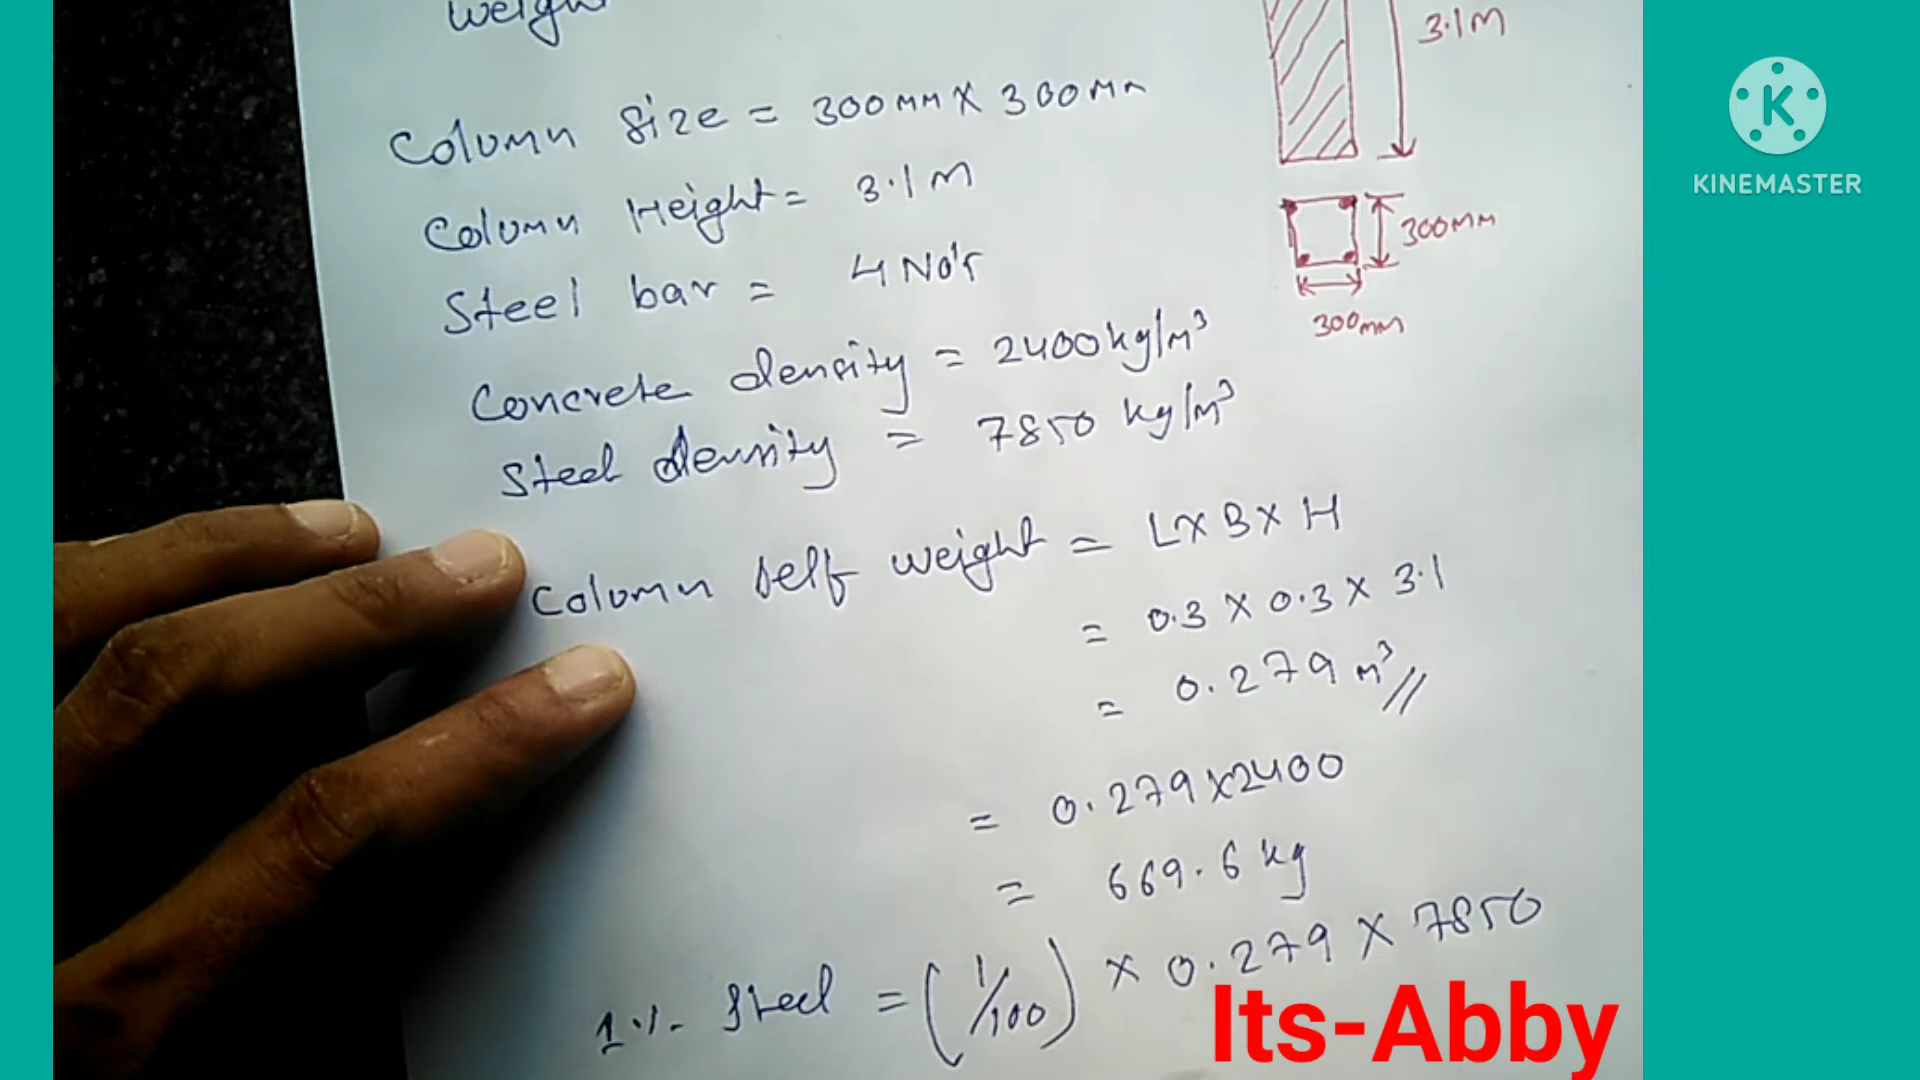 weight
3.1M
Column Size = 300mm X 300mm
Column Height = 3.1m
Steel bar = 4 No's
300mm
300mm
Concrete density = 2400kg/m³
Steel density = 7850 kg/m³
Column self weight = L X B X H
= 0.3 X 0.3 X 3.1
= 0.279 m³//
= 0.279 X 2400
= 669.6 kg
1% Steel = (1/100) X 0.279 X 7850
K
KINEMASTER
Its-Abby